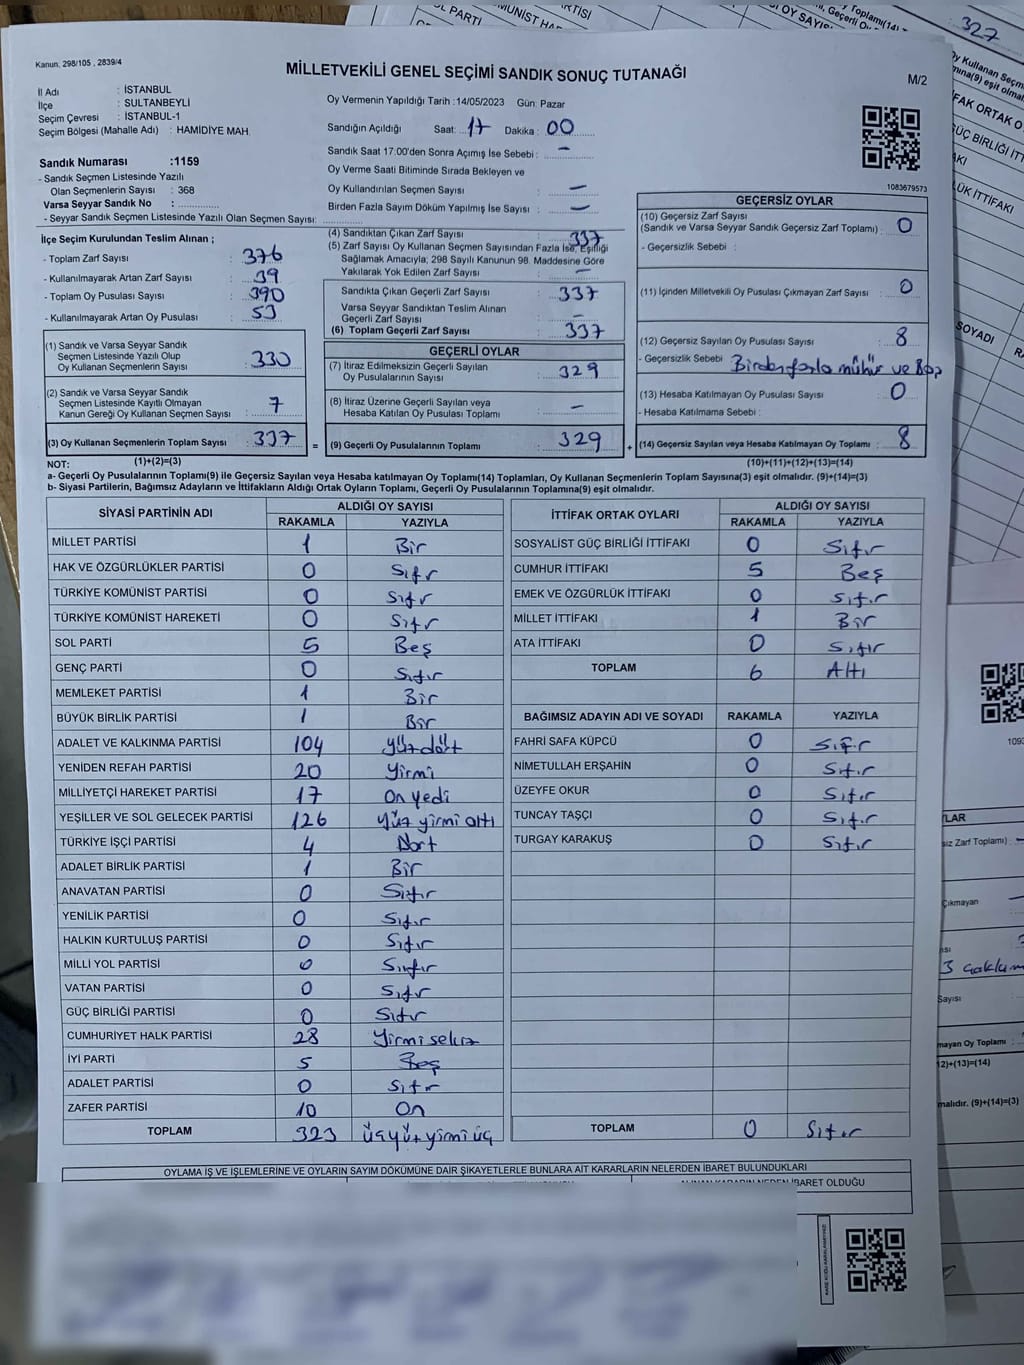 Kanun. 298/105 , 2839/4
MİLLETVEKİLİ GENEL SEÇİMİ SANDIK SONUÇ TUTANAĞI
M/2
İl Adı : İSTANBUL
İlçe : SULTANBEYLİ
Seçim Çevresi : İSTANBUL-1
Seçim Bölgesi (Mahalle Adı) : HAMİDİYE MAH.
Sandık Numarası :1159
- Sandık Seçmen Listesinde Yazılı
Olan Seçmenlerin Sayısı : 368
Varsa Seyyar Sandık No :
- Seyyar Sandık Seçmen Listesinde Yazılı Olan Seçmen Sayısı:
Oy Vermenin Yapıldığı Tarih :14/05/2023 Gün: Pazar
Sandığın Açıldığı Saat: 17 Dakika : 00
Sandık Saat 17:00'den Sonra Açımış İse Sebebi : -
Oy Verme Saati Bitiminde Sırada Bekleyen ve
Oy Kullandırılan Seçmen Sayısı : -
Birden Fazla Sayım Döküm Yapılmış İse Sayısı : -
1083679573
İlçe Seçim Kurulundan Teslim Alınan ;
- Toplam Zarf Sayısı : 376
- Kullanılmayarak Artan Zarf Sayısı : 39
- Toplam Oy Pusulası Sayısı : 390
- Kullanılmayarak Artan Oy Pusulası : 53
(1) Sandık ve Varsa Seyyar Sandık
Seçmen Listesinde Yazılı Olup
Oy Kullanan Seçmenlerin Sayısı : 330
(2) Sandık ve Varsa Seyyar Sandık
Seçmen Listesinde Kayıtlı Olmayan
Kanun Gereği Oy Kullanan Seçmen Sayısı : 7
(3) Oy Kullanan Seçmenlerin Toplam Sayısı : 337
(1)+(2)=(3)
(4) Sandıktan Çıkan Zarf Sayısı : 337
(5) Zarf Sayısı Oy Kullanan Seçmen Sayısından Fazla İse, Eşitliği
Sağlamak Amacıyla; 298 Sayılı Kanunun 98. Maddesine Göre
Yakılarak Yok Edilen Zarf Sayısı : -
Sandıkta Çıkan Geçerli Zarf Sayısı : 337
Varsa Seyyar Sandıktan Teslim Alınan
Geçerli Zarf Sayısı : -
(6) Toplam Geçerli Zarf Sayısı : 337
GEÇERLİ OYLAR
(7) İtiraz Edilmeksizin Geçerli Sayılan
Oy Pusulalarının Sayısı : 329
(8) İtiraz Üzerine Geçerli Sayılan veya
Hesaba Katılan Oy Pusulası Toplamı : -
= (9) Geçerli Oy Pusulalarının Toplamı : 329 +
GEÇERSİZ OYLAR
(10) Geçersiz Zarf Sayısı
(Sandık ve Varsa Seyyar Sandık Geçersiz Zarf Toplamı) : 0
- Geçersizlik Sebebi :
(11) İçinden Milletvekili Oy Pusulası Çıkmayan Zarf Sayısı : 0
(12) Geçersiz Sayılan Oy Pusulası Sayısı : 8
- Geçersizlik Sebebi : Birden fazla mühür ve Boş
(13) Hesaba Katılmayan Oy Pusulası Sayısı : 0
- Hesaba Katılmama Sebebi :
(14) Geçersiz Sayılan veya Hesaba Katılmayan Oy Toplamı : 8
(10)+(11)+(12)+(13)=(14)
NOT:
a- Geçerli Oy Pusulalarının Toplamı(9) ile Geçersiz Sayılan veya Hesaba katılmayan Oy Toplamı(14) Toplamları, Oy Kullanan Seçmenlerin Toplam Sayısına(3) eşit olmalıdır. (9)+(14)=(3)
b- Siyasi Partilerin, Bağımsız Adayların ve İttifakların Aldığı Ortak Oyların Toplamı, Geçerli Oy Pusulalarının Toplamına(9) eşit olmalıdır.
SİYASİ PARTİNİN ADI ALDIĞI OY SAYISI
RAKAMLA YAZIYLA
MİLLET PARTİSİ 1 Bir
HAK VE ÖZGÜRLÜKLER PARTİSİ 0 Sıfır
TÜRKİYE KOMÜNİST PARTİSİ 0 Sıfır
TÜRKİYE KOMÜNİST HAREKETİ 0 Sıfır
SOL PARTİ 5 Beş
GENÇ PARTİ 0 Sıfır
MEMLEKET PARTİSİ 1 Bir
BÜYÜK BİRLİK PARTİSİ 1 Bir
ADALET VE KALKINMA PARTİSİ 104 Yüz dört
YENİDEN REFAH PARTİSİ 20 Yirmi
MİLLİYETÇİ HAREKET PARTİSİ 17 On yedi
YEŞİLLER VE SOL GELECEK PARTİSİ 126 Yüz yirmi altı
TÜRKİYE İŞÇİ PARTİSİ 4 Dört
ADALET BİRLİK PARTİSİ 1 Bir
ANAVATAN PARTİSİ 0 Sıfır
YENİLİK PARTİSİ 0 Sıfır
HALKIN KURTULUŞ PARTİSİ 0 Sıfır
MİLLİ YOL PARTİSİ 0 Sıfır
VATAN PARTİSİ 0 Sıfır
GÜÇ BİRLİĞİ PARTİSİ 0 Sıfır
CUMHURİYET HALK PARTİSİ 28 Yirmi sekiz
İYİ PARTİ 5 Beş
ADALET PARTİSİ 0 Sıfır
ZAFER PARTİSİ 10 On
TOPLAM 323 üçyüz yirmi üç
İTTİFAK ORTAK OYLARI ALDIĞI OY SAYISI
RAKAMLA YAZIYLA
SOSYALİST GÜÇ BİRLİĞİ İTTİFAKI 0 Sıfır
CUMHUR İTTİFAKI 5 Beş
EMEK VE ÖZGÜRLÜK İTTİFAKI 0 Sıfır
MİLLET İTTİFAKI 1 Bir
ATA İTTİFAKI 0 Sıfır
TOPLAM 6 Altı
BAĞIMSIZ ADAYIN ADI VE SOYADI RAKAMLA YAZIYLA
FAHRİ SAFA KÜPCÜ 0 Sıfır
NİMETULLAH ERŞAHİN 0 Sıfır
ÜZEYFE OKUR 0 Sıfır
TUNCAY TAŞÇI 0 Sıfır
TURGAY KARAKUŞ 0 Sıfır
TOPLAM 0 Sıfır
OYLAMA İŞ VE İŞLEMLERİNE VE OYLARIN SAYIM DÖKÜMÜNE DAİR ŞİKAYETLERLE BUNLARA AİT KARARLARIN NELERDEN İBARET BULUNDUKLARI
İBARET OLDUĞU
327